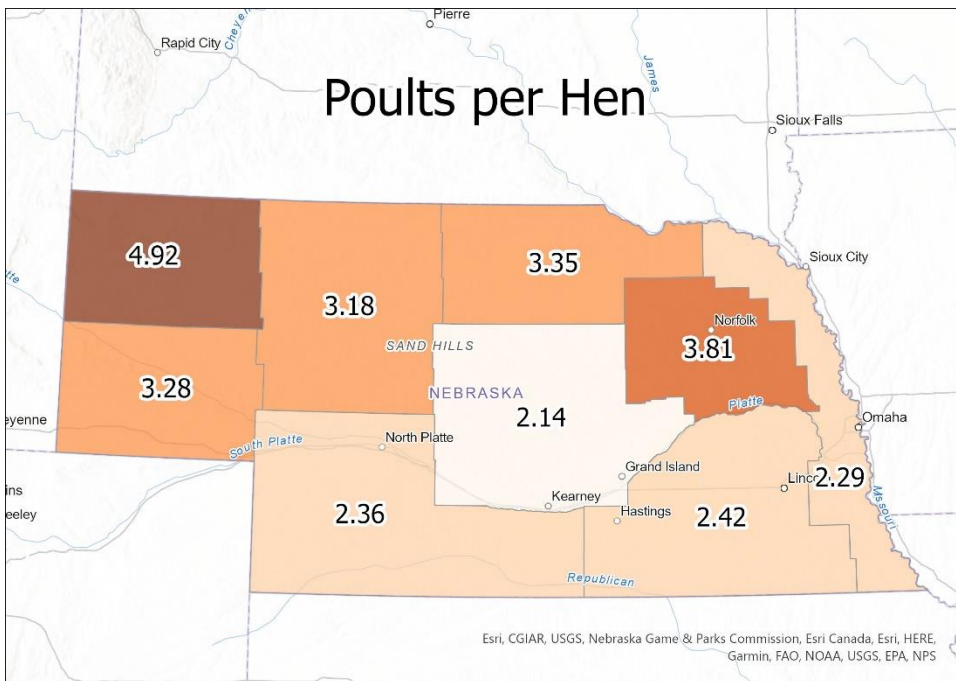 Pierre
Rapid City
Cheyen
James
Poults per Hen
Sioux Falls
4.92
3.35
Sioux City
3.18
tte
Norfolk
SAND HILLS
3.81
3.28
NEBRASKA
Platte
2.14
eyenne
Omaha
North Platte
South Platte
Grand Island
2.29
Kearney
ins
eeley
Hastings
2.36
2.42
Missouri
Republican
Esri, CGIAR, USGS, Nebraska Game & Parks Commission, Esri Canada, Esri, HERE,
Garmin, FAO, NOAA, USGS, EPA, NPS